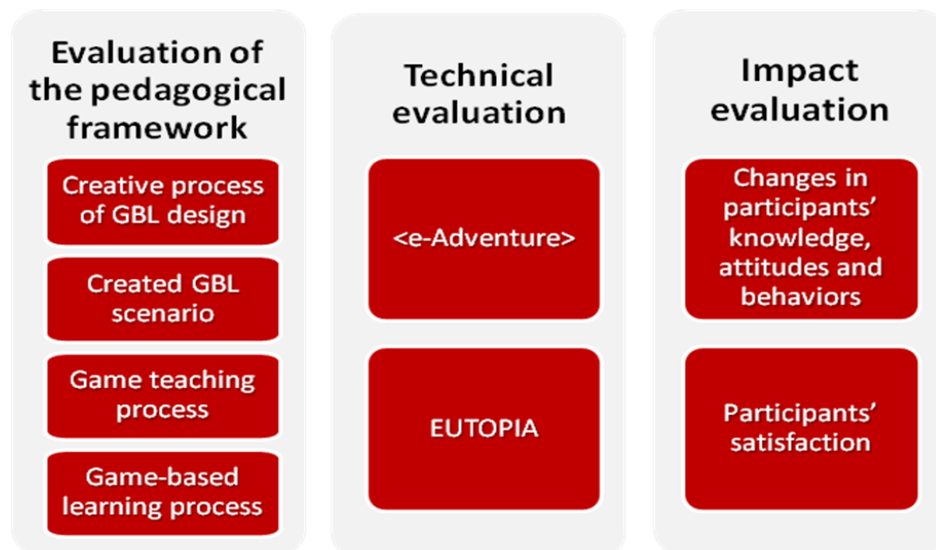 Evaluation of
the pedagogical
framework
Creative process
of GBL design
Created GBL
scenario
Game teaching
process
Game-based
learning process
Technical
evaluation
<e-Adventure>
EUTOPIA
Impact
evaluation
Changes in
participants’
knowledge,
attitudes and
behaviors
Participants’
satisfaction